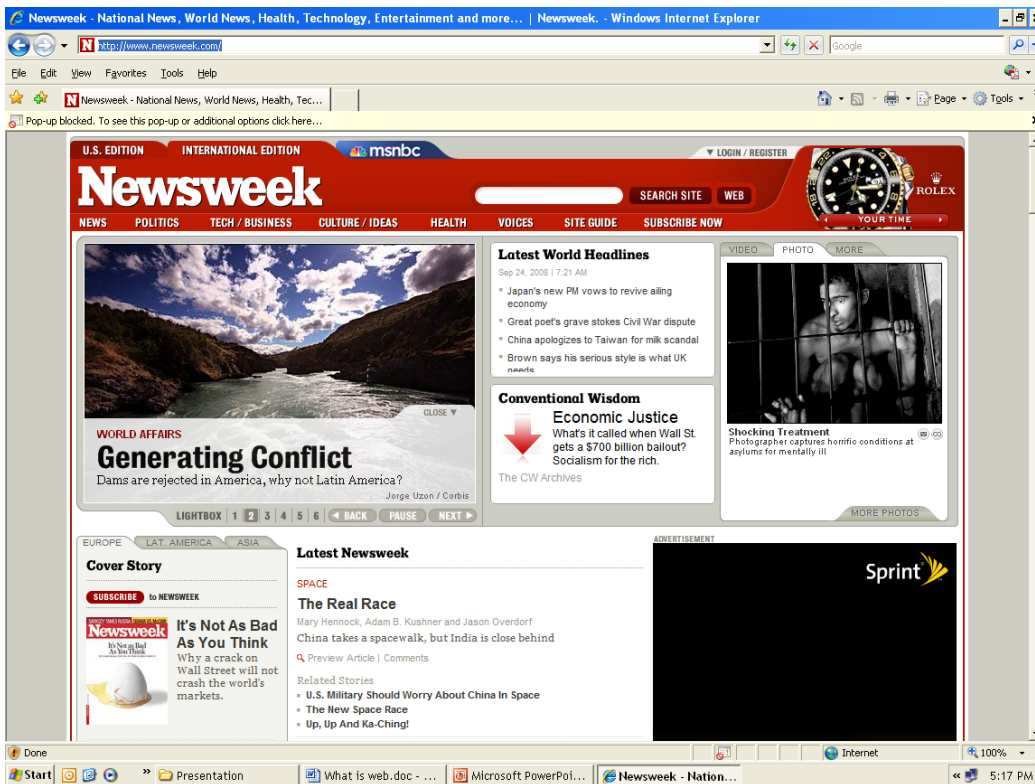 Newsweek - National News, World News, Health, Technology, Entertainment and more... | Newsweek. - Windows Internet Explorer
http://www.newsweek.com/
Google
File Edit View Favorites Tools Help
Newsweek - National News, World News, Health, Tec...
Page Tools
Pop-up blocked. To see this pop-up or additional options click here...
U.S. EDITION INTERNATIONAL EDITION msnbc
LOGIN / REGISTER
Newsweek
SEARCH SITE WEB
ROLEX
YOUR TIME
NEWS POLITICS TECH / BUSINESS CULTURE / IDEAS HEALTH VOICES SITE GUIDE SUBSCRIBE NOW
CLOSE
WORLD AFFAIRS
Generating Conflict
Dams are rejected in America, why not Latin America?
Jorge Uzon / Corbis
LIGHTBOX 1 2 3 4 5 6 BACK PAUSE NEXT
Latest World Headlines
Sep 24, 2008 | 7:21 AM
Japan's new PM vows to revive ailing
economy
Great poet's grave stokes Civil War dispute
China apologizes to Taiwan for milk scandal
Brown says his serious style is what UK
needs
Conventional Wisdom
Economic Justice
What's it called when Wall St.
gets a $700 billion bailout?
Socialism for the rich.
The CW Archives
VIDEO PHOTO MORE
Shocking Treatment
Photographer captures horrific conditions at
asylums for mentally ill
MORE PHOTOS
EUROPE LAT. AMERICA ASIA
Cover Story
SUBSCRIBE to NEWSWEEK
Newsweek
It's Not as Bad
As You Think
It's Not As Bad
As You Think
Why a crack on
Wall Street will not
crash the world's
markets.
Latest Newsweek
SPACE
The Real Race
Mary Hennock, Adam B. Kushner and Jason Overdorf
China takes a spacewalk, but India is close behind
Preview Article | Comments
Related Stories
U.S. Military Should Worry About China In Space
The New Space Race
Up, Up And Ka-Ching!
ADVERTISEMENT
Sprint
Done
Internet
100%
Start
Presentation
What is web.doc - ...
Microsoft PowerPoi...
Newsweek - Nation...
5:17 PM